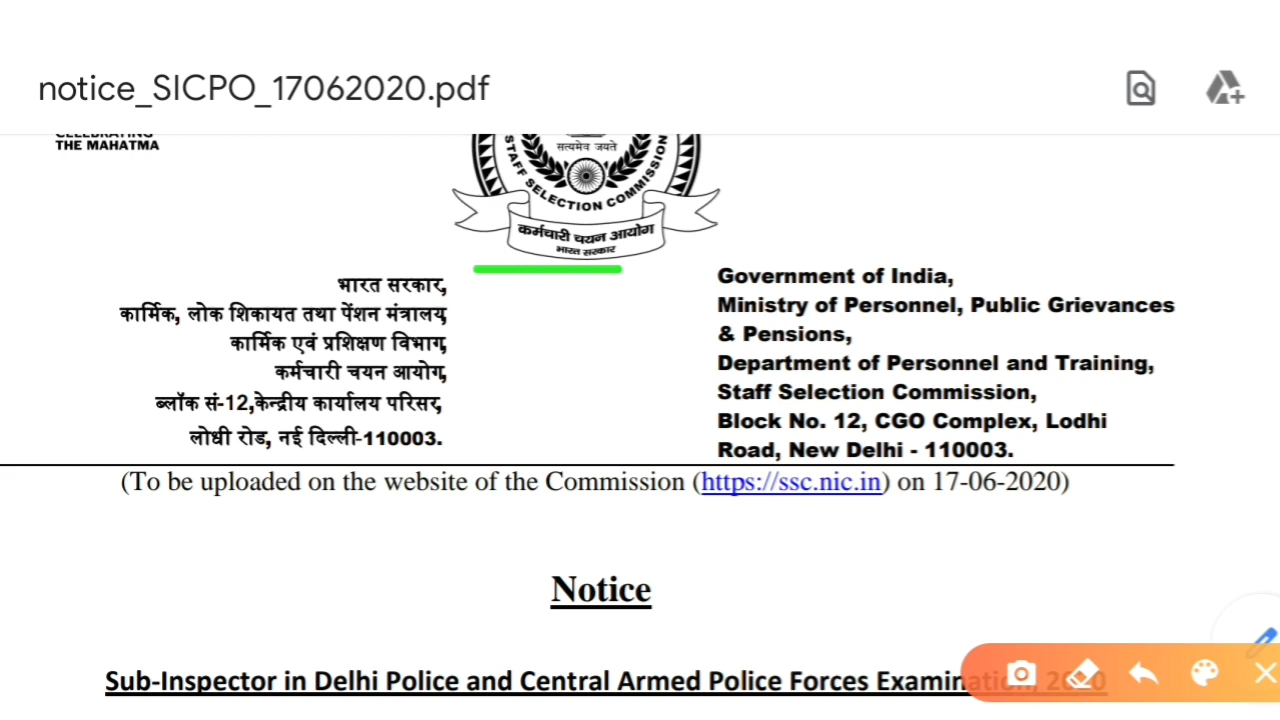 notice_SICPO_17062020.pdf
CELEBRATING
THE MAHATMA
सत्यमेव जयते
STAFF SELECTION COMMISSION
कर्मचारी चयन आयोग
भारत सरकार
भारत सरकार,
कार्मिक, लोक शिकायत तथा पेंशन मंत्रालय,
कार्मिक एवं प्रशिक्षण विभाग,
कर्मचारी चयन आयोग,
ब्लॉक सं-12,केन्द्रीय कार्यालय परिसर,
लोधी रोड, नई दिल्ली-110003.
Government of India,
Ministry of Personnel, Public Grievances
& Pensions,
Department of Personnel and Training,
Staff Selection Commission,
Block No. 12, CGO Complex, Lodhi
Road, New Delhi - 110003.
(To be uploaded on the website of the Commission (https://ssc.nic.in) on 17-06-2020)
Notice
Sub-Inspector in Delhi Police and Central Armed Police Forces Examination, 2020